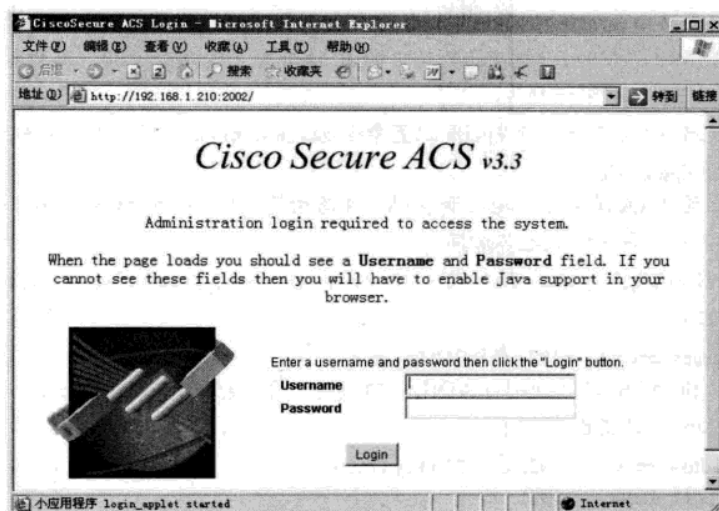 CiscoSecure ACS Login - Microsoft Internet Explorer
文件(F) 编辑(E) 查看(V) 收藏(A) 工具(T) 帮助(H)
后退 搜索 收藏夹
地址(D) http://192.168.1.210:2002/ 转到 链接
Cisco Secure ACS v3.3
Administration login required to access the system.
When the page loads you should see a Username and Password field. If you
cannot see these fields then you will have to enable Java support in your
browser.
Enter a username and password then click the "Login" button.
Username
Password
Login
小应用程序 login_applet started Internet